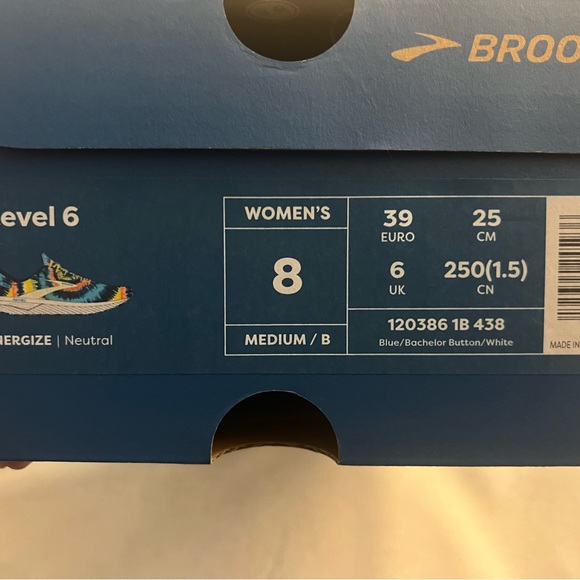 BROO
evel 6
WOMEN'S
8
MEDIUM / B
39
EURO
25
CM
6
UK
250(1.5)
CN
120386 1B 438
Blue/Bachelor Button/White
NERGIZE | Neutral
MADE IN